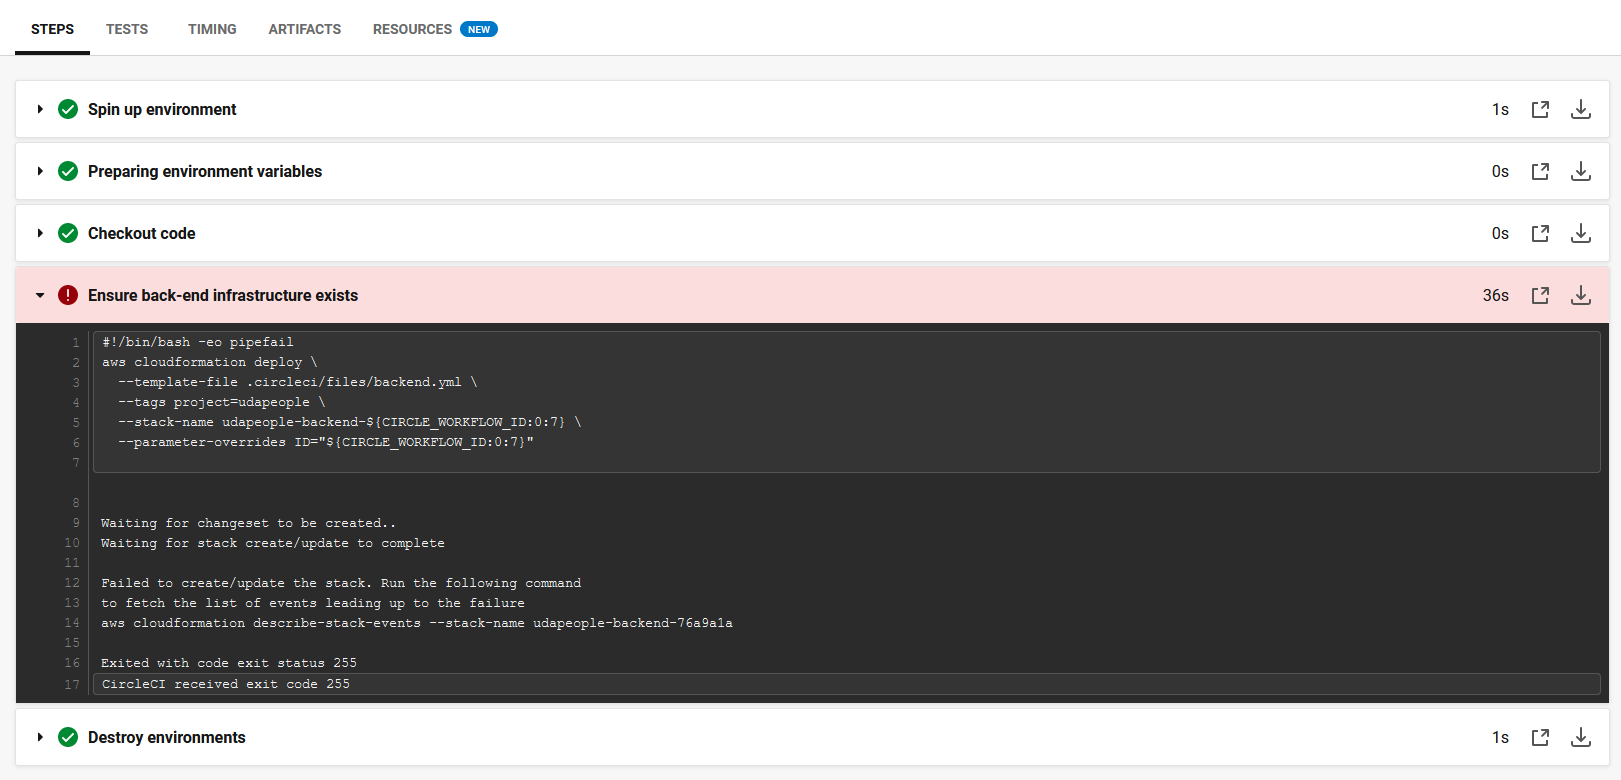 STEPS TESTS TIMING ARTIFACTS RESOURCES NEW
Spin up environment 1s
Preparing environment variables 0s
Checkout code 0s
! Ensure back-end infrastructure exists 36s
1 #!/bin/bash -eo pipefail
2 aws cloudformation deploy \
3 --template-file .circleci/files/backend.yml \
4 --tags project=udapeople \
5 --stack-name udapeople-backend-${CIRCLE_WORKFLOW_ID:0:7} \
6 --parameter-overrides ID="${CIRCLE_WORKFLOW_ID:0:7}"
7
8
9 Waiting for changeset to be created..
10 Waiting for stack create/update to complete
11
12 Failed to create/update the stack. Run the following command
13 to fetch the list of events leading up to the failure
14 aws cloudformation describe-stack-events --stack-name udapeople-backend-76a9a1a
15
16 Exited with code exit status 255
17 CircleCI received exit code 255
Destroy environments 1s